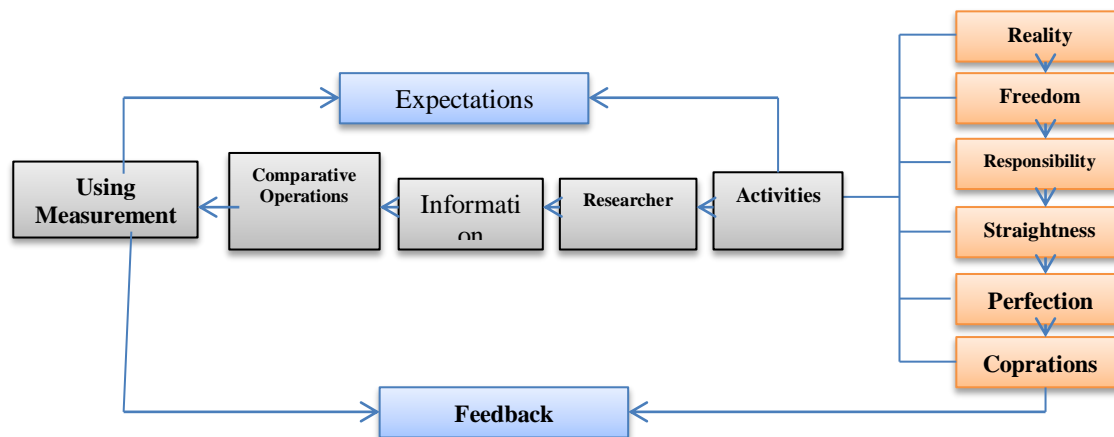 Reality
Expectations
Freedom
Using
Measurement
Comparative
Operations
Informati
on
Researcher
Activities
Responsibility
Straightness
Perfection
Coprations
Feedback